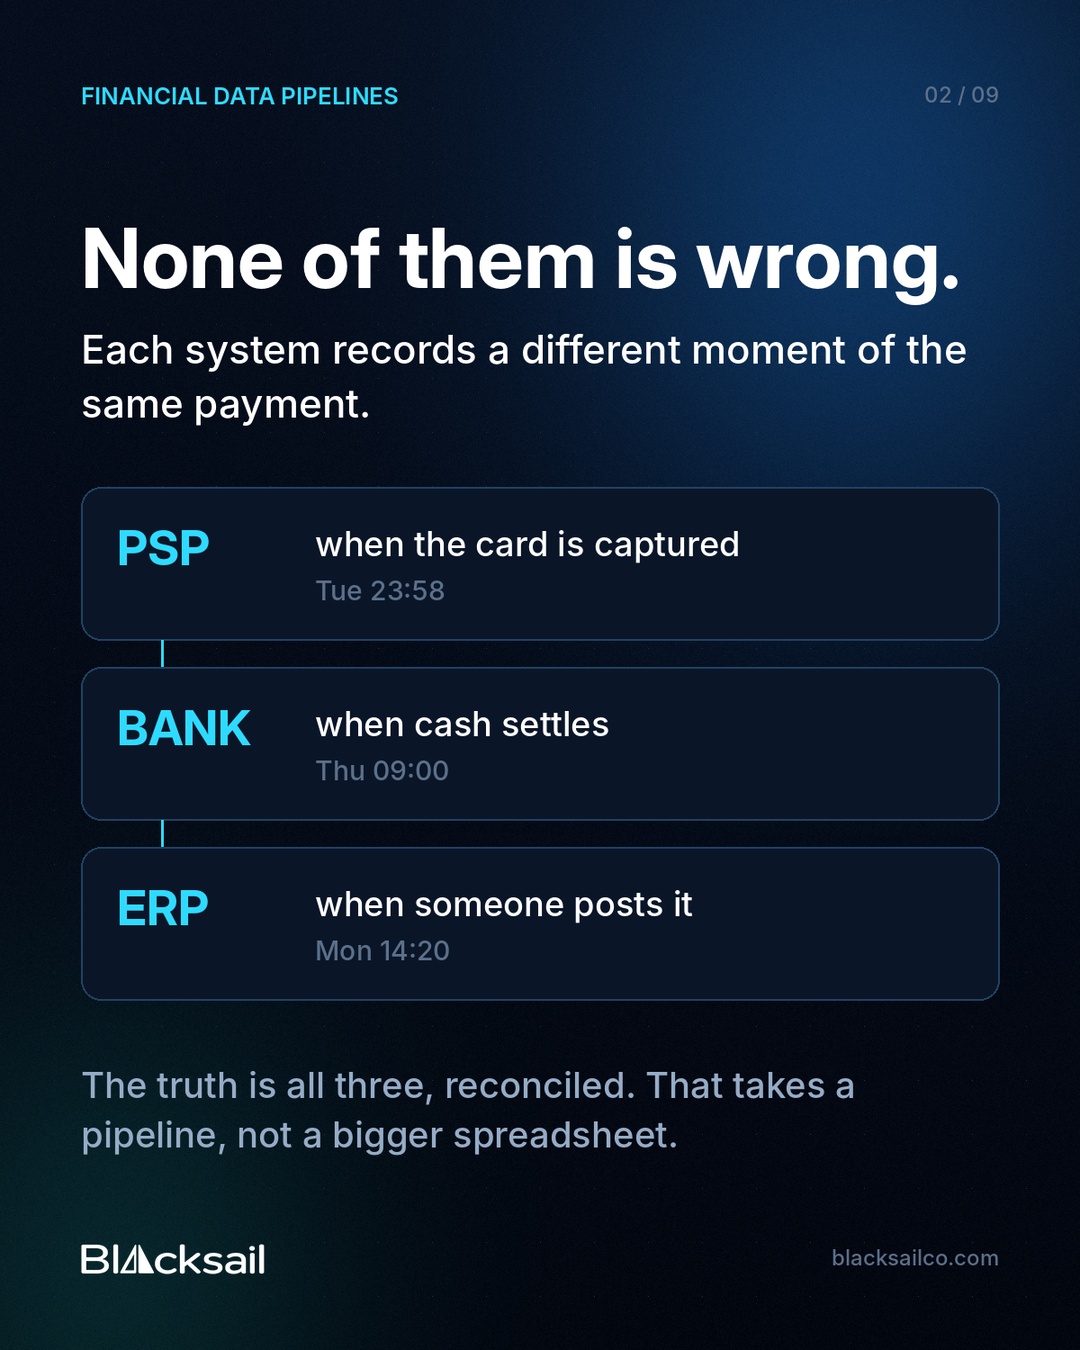 FINANCIAL DATA PIPELINES
02 / 09
None of them is wrong.
Each system records a different moment of the
same payment.
PSP
when the card is captured
Tue 23:58
BANK
when cash settles
Thu 09:00
ERP
when someone posts it
Mon 14:20
The truth is all three, reconciled. That takes a
pipeline, not a bigger spreadsheet.
Blacksail
blacksailco.com